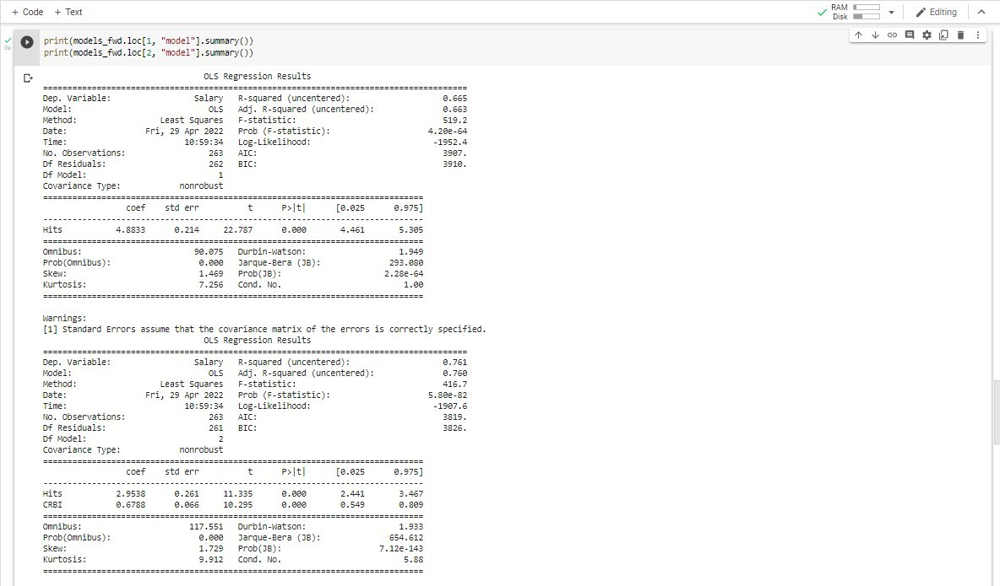 + Code + Text
RAM
Disk
Editing
0s
print(models_fwd.loc[1, "model"].summary())
print(models_fwd.loc[2, "model"].summary())
OLS Regression Results
==============================================================================
Dep. Variable: Salary R-squared (uncentered): 0.665
Model: OLS Adj. R-squared (uncentered): 0.663
Method: Least Squares F-statistic: 519.2
Date: Fri, 29 Apr 2022 Prob (F-statistic): 4.20e-64
Time: 10:59:34 Log-Likelihood: -1952.4
No. Observations: 263 AIC: 3907.
Df Residuals: 262 BIC: 3910.
Df Model: 1
Covariance Type: nonrobust
==============================================================================
coef std err t P>|t| [0.025 0.975]
------------------------------------------------------------------------------
Hits 4.8833 0.214 22.787 0.000 4.461 5.305
==============================================================================
Omnibus: 90.075 Durbin-Watson: 1.949
Prob(Omnibus): 0.000 Jarque-Bera (JB): 293.080
Skew: 1.469 Prob(JB): 2.28e-64
Kurtosis: 7.256 Cond. No. 1.00
==============================================================================
Warnings:
[1] Standard Errors assume that the covariance matrix of the errors is correctly specified.
OLS Regression Results
==============================================================================
Dep. Variable: Salary R-squared (uncentered): 0.761
Model: OLS Adj. R-squared (uncentered): 0.760
Method: Least Squares F-statistic: 416.7
Date: Fri, 29 Apr 2022 Prob (F-statistic): 5.80e-82
Time: 10:59:34 Log-Likelihood: -1907.6
No. Observations: 263 AIC: 3819.
Df Residuals: 261 BIC: 3826.
Df Model: 2
Covariance Type: nonrobust
==============================================================================
coef std err t P>|t| [0.025 0.975]
------------------------------------------------------------------------------
Hits 2.9538 0.261 11.335 0.000 2.441 3.467
CRBI 0.6788 0.066 10.295 0.000 0.549 0.809
==============================================================================
Omnibus: 117.551 Durbin-Watson: 1.933
Prob(Omnibus): 0.000 Jarque-Bera (JB): 654.612
Skew: 1.729 Prob(JB): 7.12e-143
Kurtosis: 9.912 Cond. No. 5.88
==============================================================================